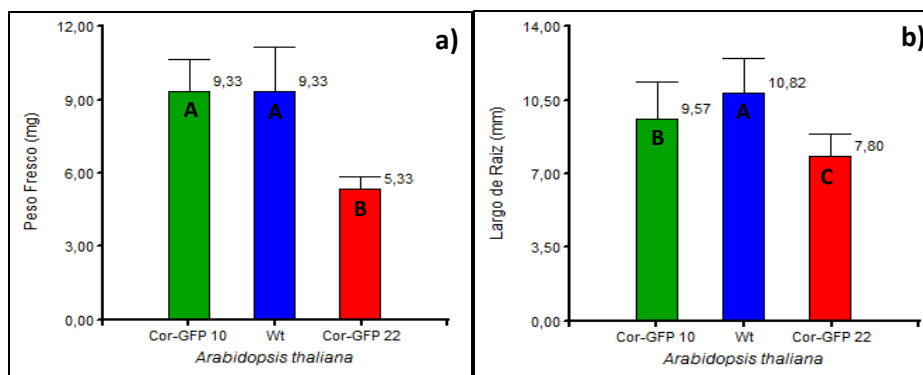 a)
12,00
9,00
6,00
3,00
0,00
Peso Fresco (mg)
9,33
9,33
5,33
A
A
B
Cor-GFP 10 Wt Cor-GFP 22
Arabidopsis thaliana
b)
14,00
10,50
7,00
3,50
0,00
Largo de Raiz (mm)
9,57
10,82
7,80
B
A
C
Cor-GFP 10 Wt Cor-GFP 22
Arabidopsis thaliana